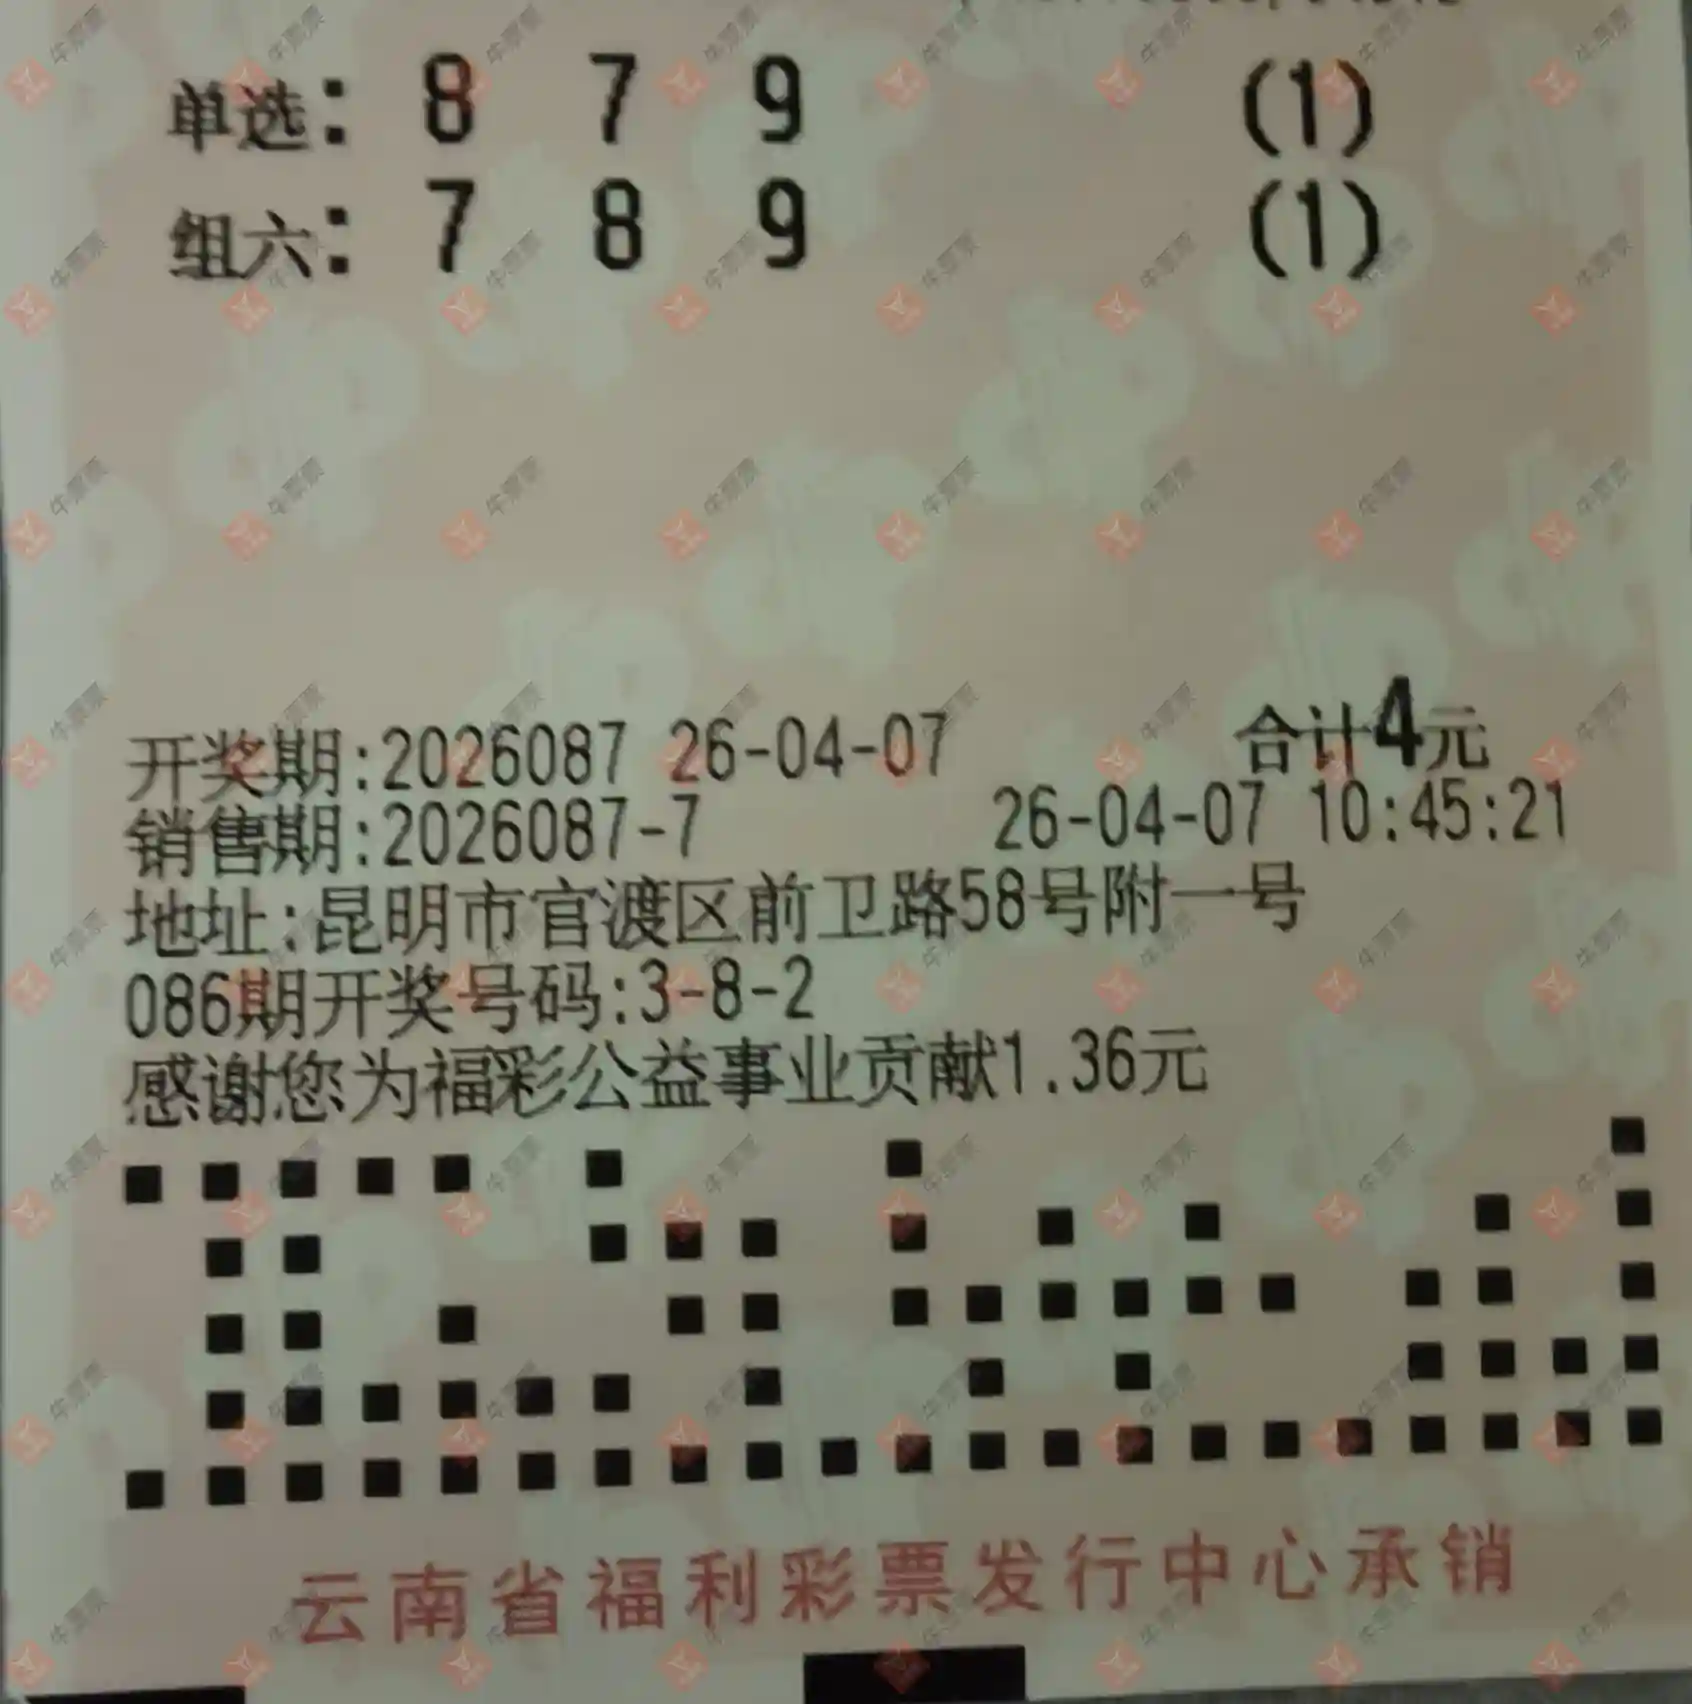 单选: 8 7 9 (1)
组六: 7 8 9 (1)
开奖期:2026087 26-04-07 合计4元
销售期:2026087-7 26-04-07 10:45:21
地址:昆明市官渡区前卫路58号附一号
086期开奖号码:3-8-2
感谢您为福彩公益事业贡献1.36元
云南省福利彩票发行中心承销